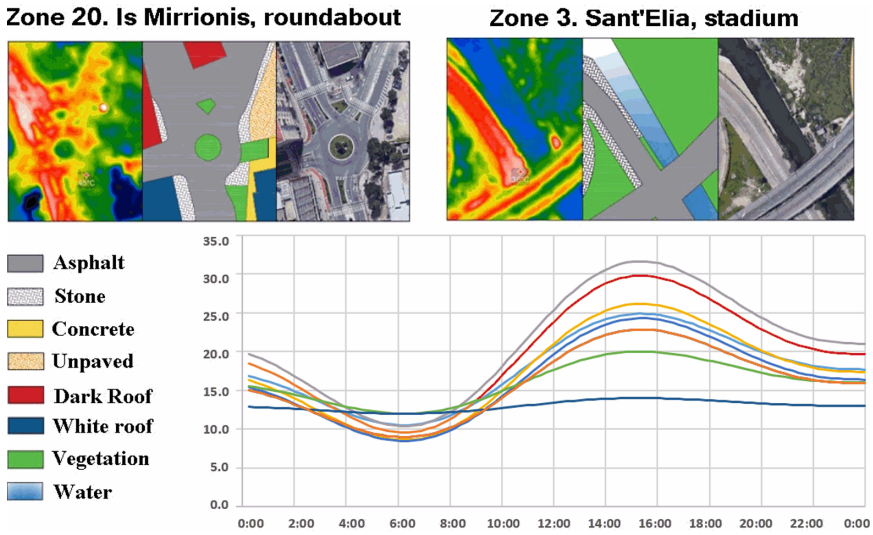 Zone 20. Is Mirrionis, roundabout
Zone 3. Sant'Elia, stadium
Asphalt
Stone
Concrete
Unpaved
Dark Roof
White roof
Vegetation
Water
35.0
30.0
25.0
20.0
15.0
10.0
5.0
0.0
0:00 2:00 4:00 6:00 8:00 10:00 12:00 14:00 16:00 18:00 20:00 22:00 0:00